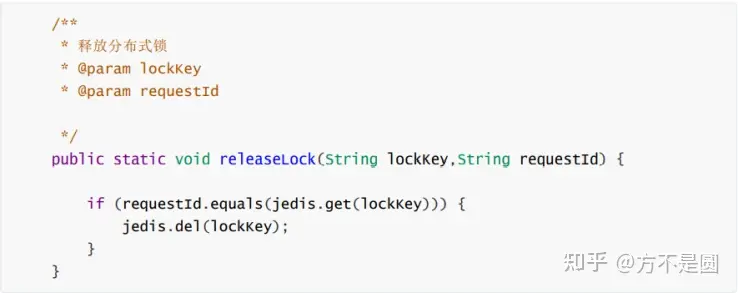 /**
 * 释放分布式锁
 * @param lockKey
 * @param requestId
 */
public static void releaseLock(String lockKey,String requestId) {
    if (requestId.equals(jedis.get(lockKey))) {
        jedis.del(lockKey);
    }
}
知乎 @方不是圆